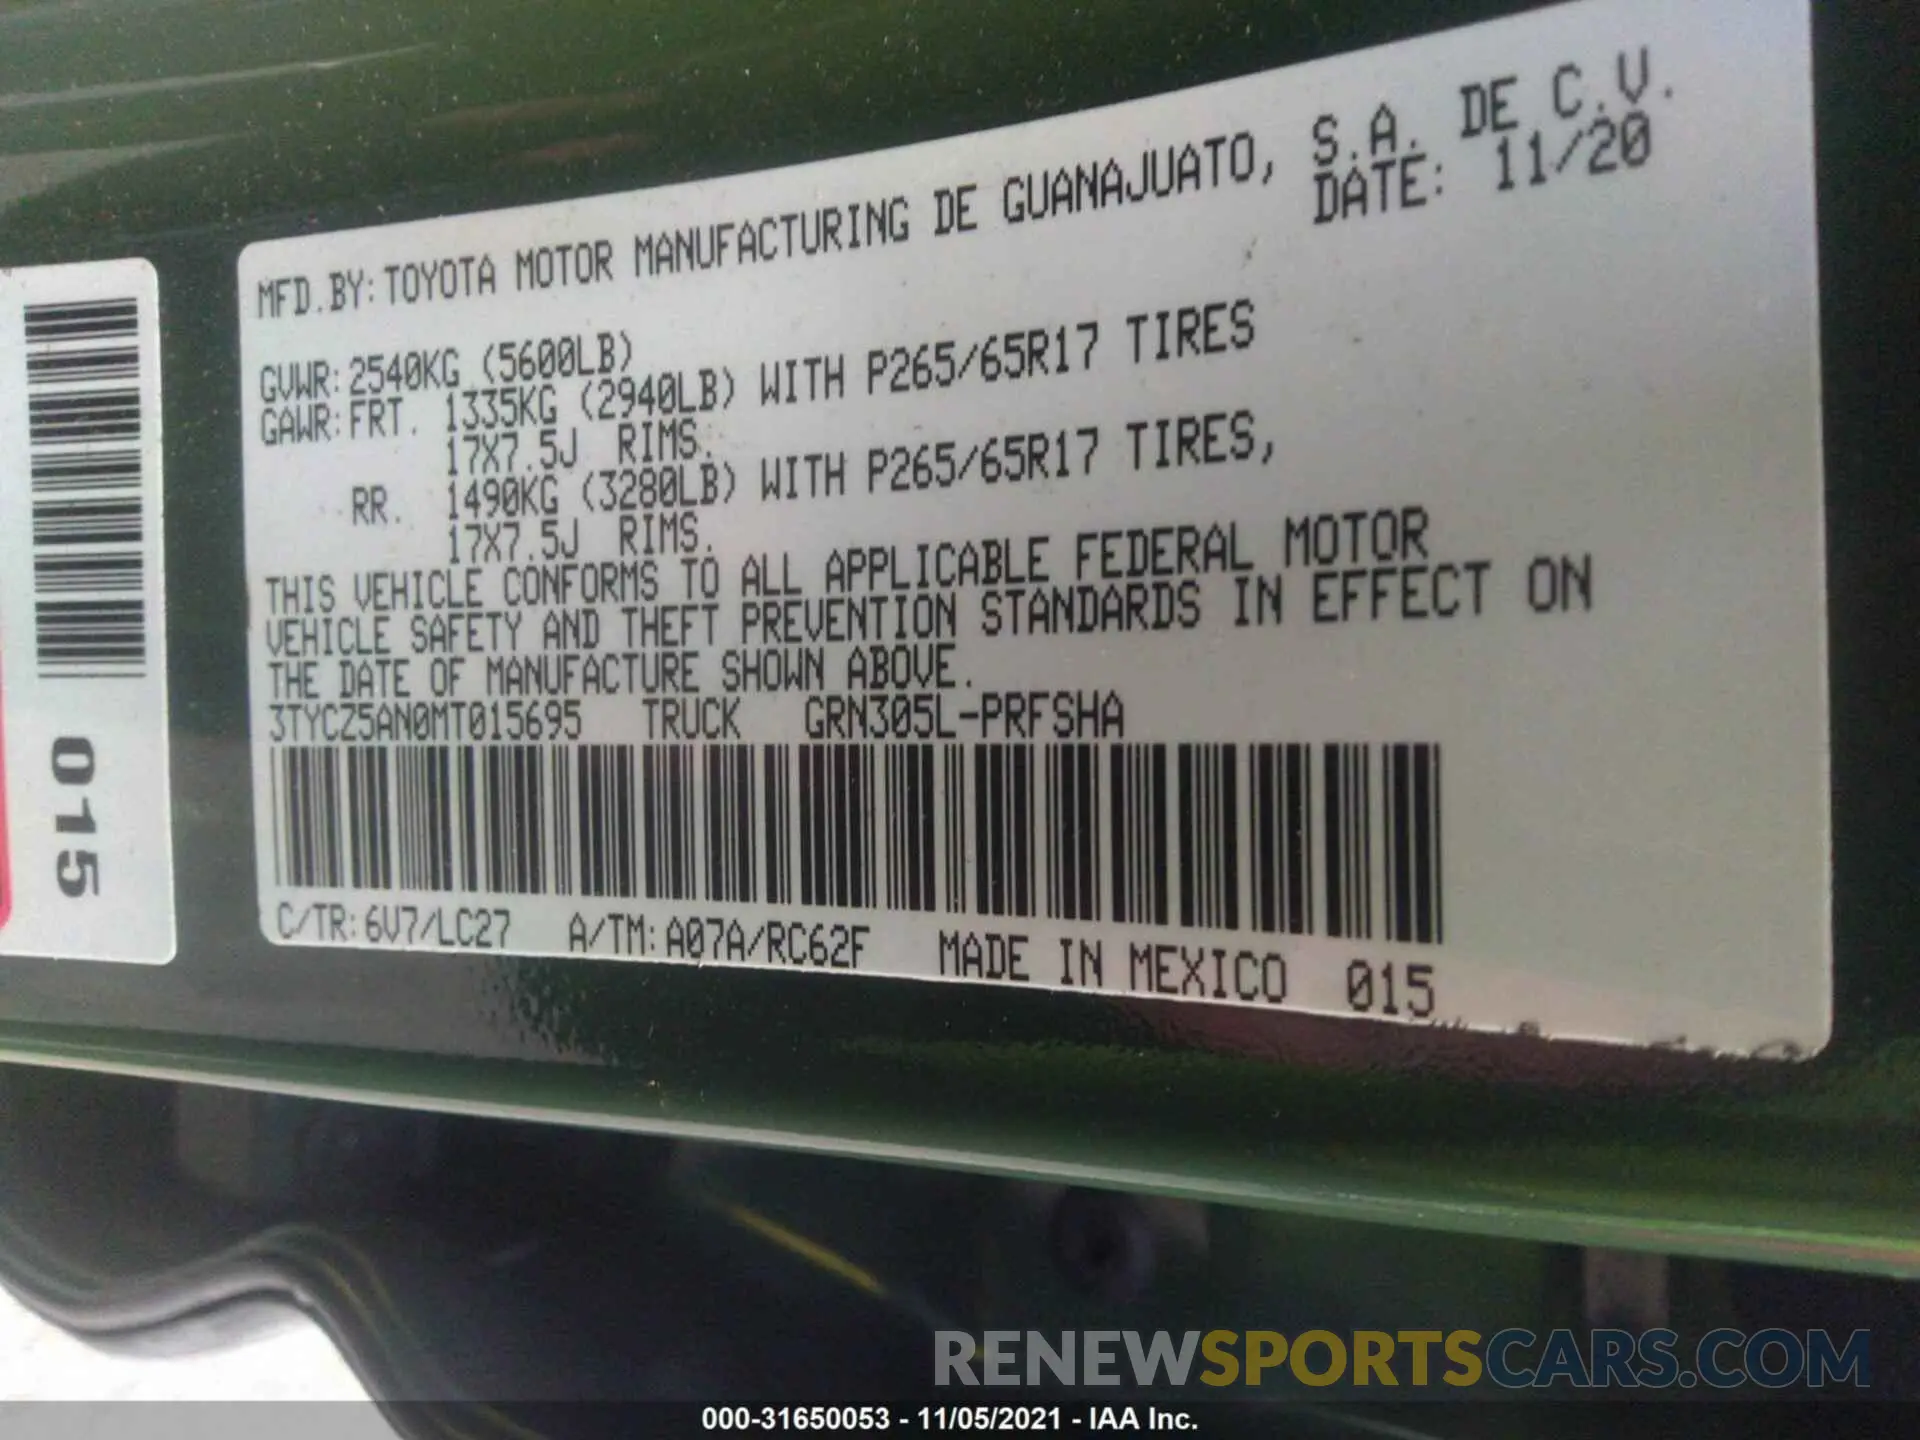 MFD.BY: TOYOTA MOTOR MANUFACTURING DE GUANAJUATO, S.A. DE C.V.
DATE: 11/20
GVWR: 2540KG (5600LB)
GAWR: FRT. 1335KG (2940LB) WITH P265/65R17 TIRES
17X7.5J RIMS.
RR. 1490KG (3280LB) WITH P265/65R17 TIRES,
17X7.5J RIMS.
THIS VEHICLE CONFORMS TO ALL APPLICABLE FEDERAL MOTOR
VEHICLE SAFETY AND THEFT PREVENTION STANDARDS IN EFFECT ON
THE DATE OF MANUFACTURE SHOWN ABOVE.
3TYCZ5AN0MT015695 TRUCK GRN305L-PRFSHA
C/TR: 6V7/LC27 A/TM: A07A/RC62F MADE IN MEXICO 015
015
RENEWSPORTSCARS.COM
000-31650053 - 11/05/2021 - IAA Inc.